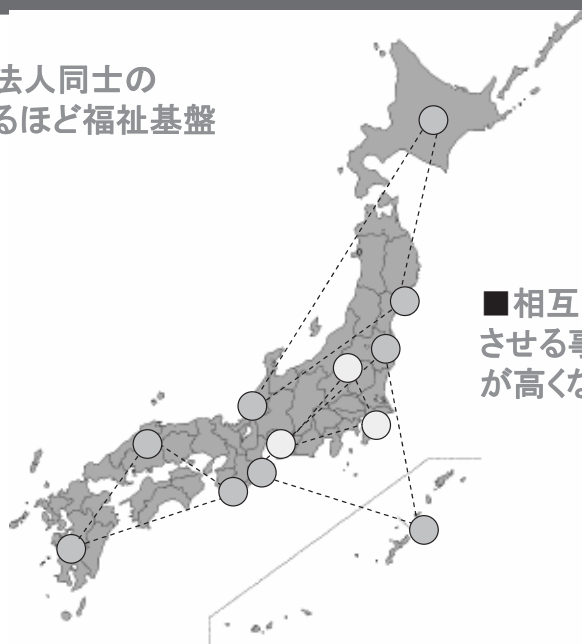 法人同士の
るほど福祉基盤
■相互
させる事
が高くな